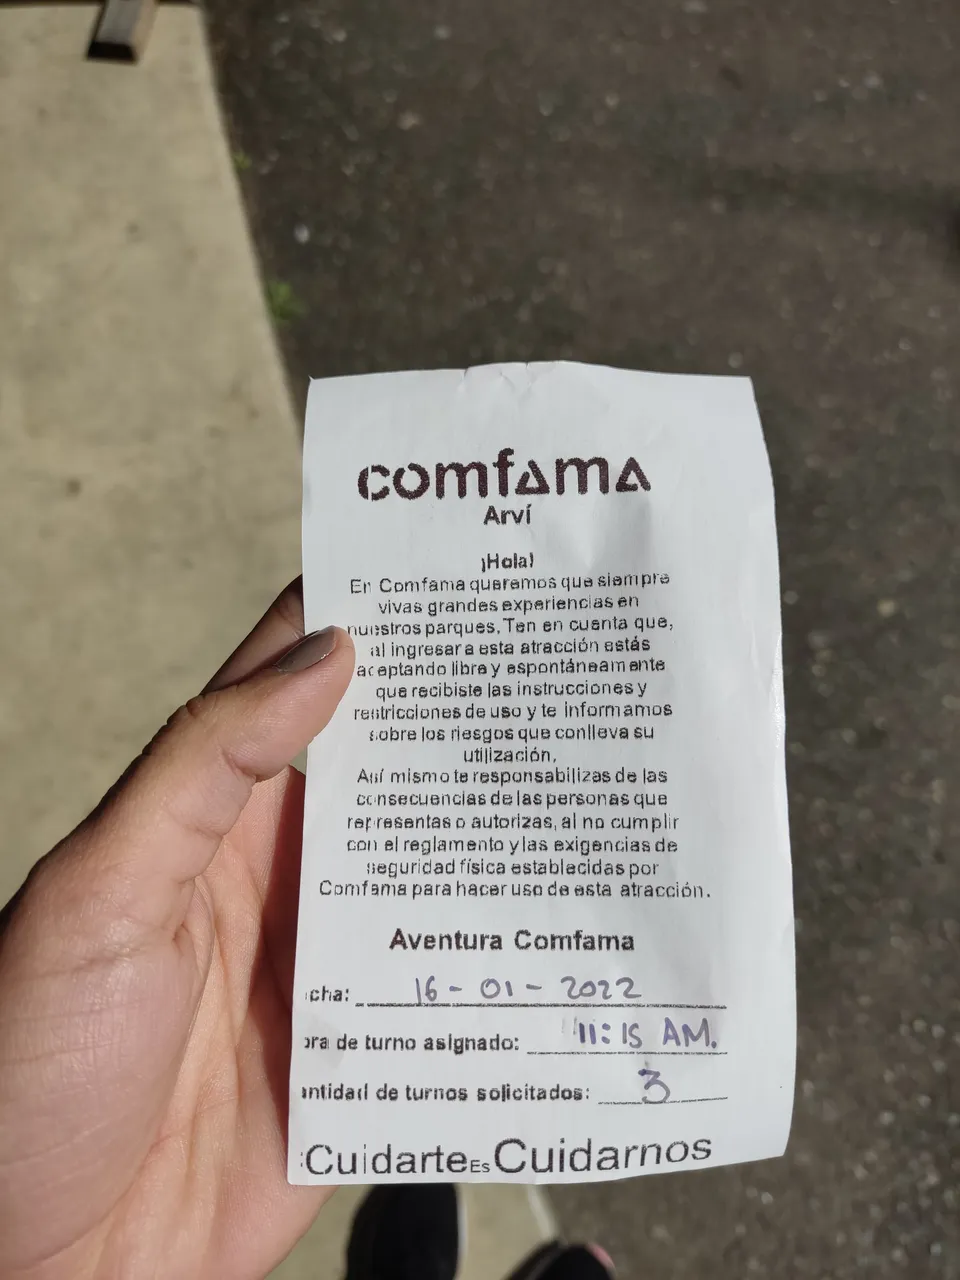 comfama
Arví
¡Hola!
En Comfama queremos que siempre
vivas grandes experiencias en
nuestros parques. Ten en cuenta que,
al ingresar a esta atracción estás
aceptando libre y espontáneamente
que recibiste las instrucciones y
restricciones de uso y te informamos
sobre los riesgos que conlleva su
utilización.
Así mismo te responsabilizas de las
consecuencias de las personas que
representas o autorizas, al no cumplir
con el reglamento y las exigencias de
seguridad física establecidas por
Comfama para hacer uso de esta atracción.
Aventura Comfama
cha: 16 - 01 - 2022
ora de turno asignado: 11:15 AM.
antidad de turnos solicitados: 3
:Cuidarte Es Cuidarnos